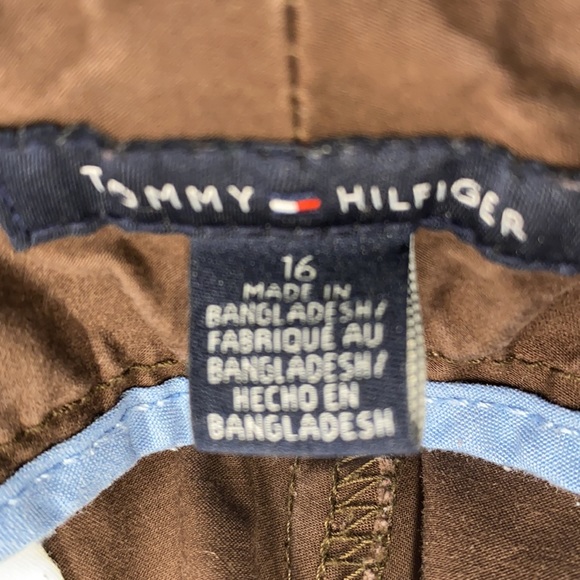 TOMMY HILFIGER
16
MADE IN
BANGLADESH/
FABRIQUÉ AU
BANGLADESH/
HECHO EN
BANGLADESH